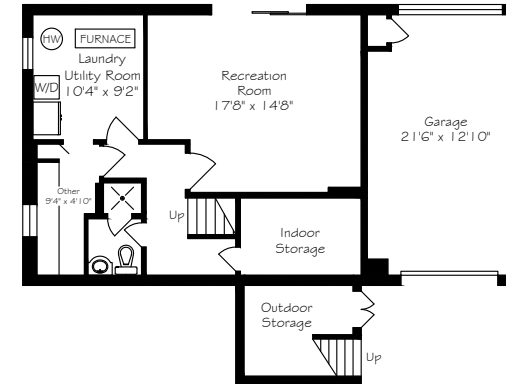 HW
FURNACE
Laundry
Utility Room
10'4" x 9'2"
W/D
Recreation
Room
17'8" x 14'8"
Garage
21'6" x 12'10"
Other
9'4" x 4'10"
Up
Indoor
Storage
Outdoor
Storage
Up